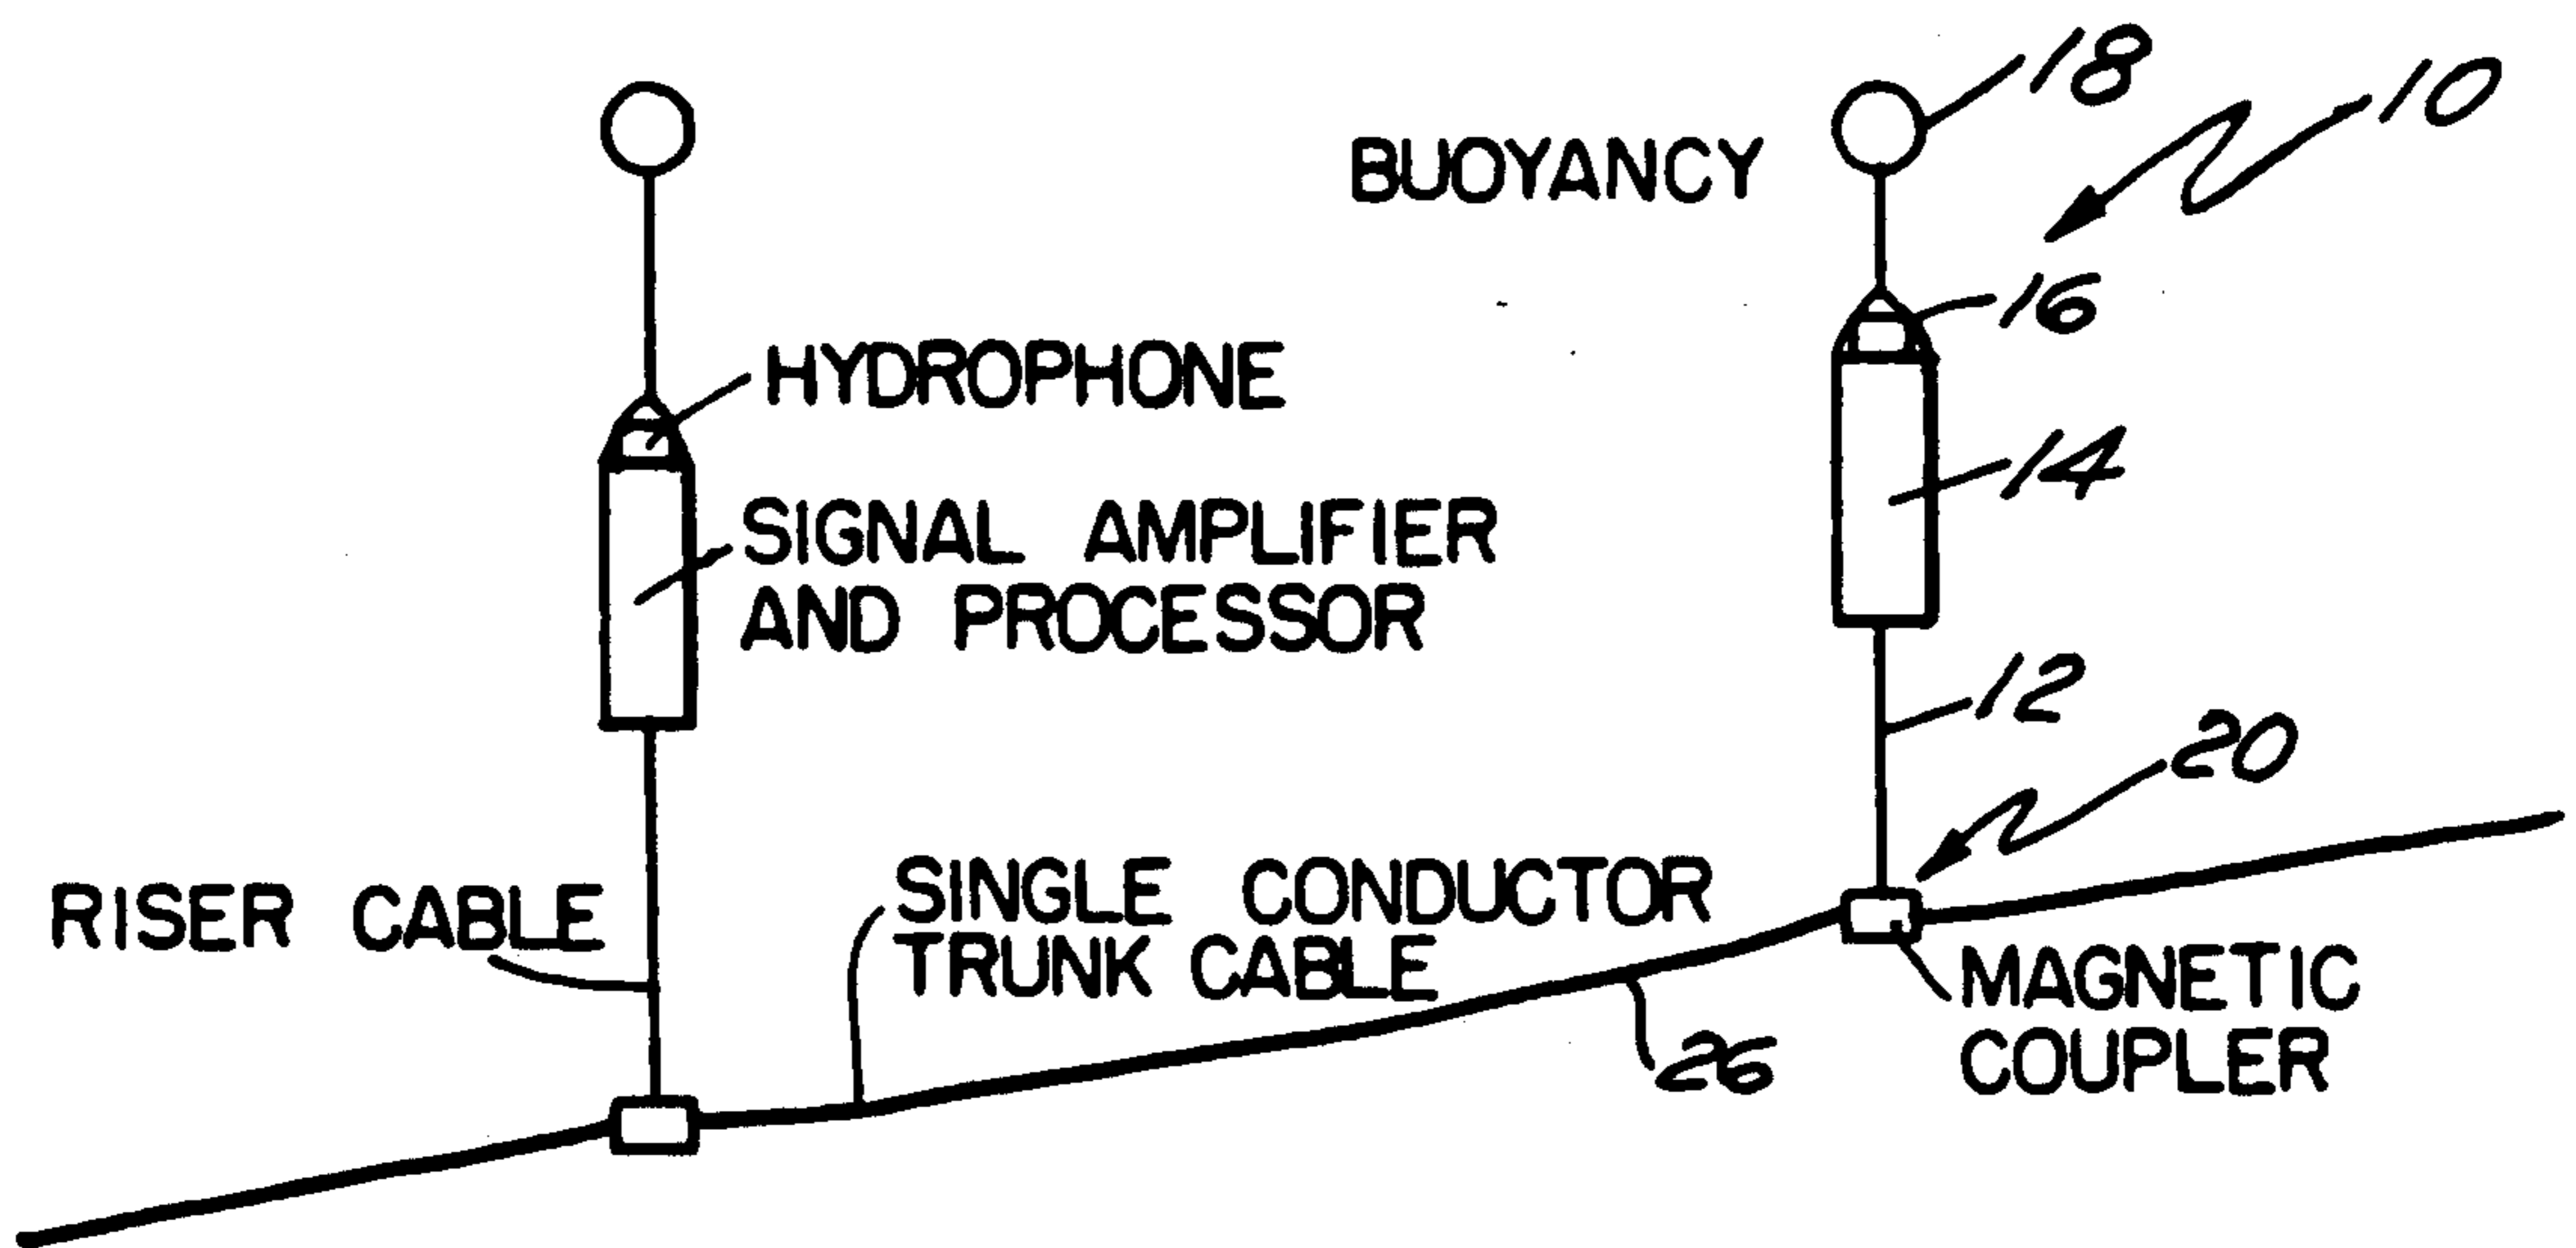 18
10
BUOYANCY
16
HYDROPHONE
14
SIGNAL AMPLIFIER
AND PROCESSOR
12
20
RISER CABLE
SINGLE CONDUCTOR
TRUNK CABLE
26
MAGNETIC
COUPLER